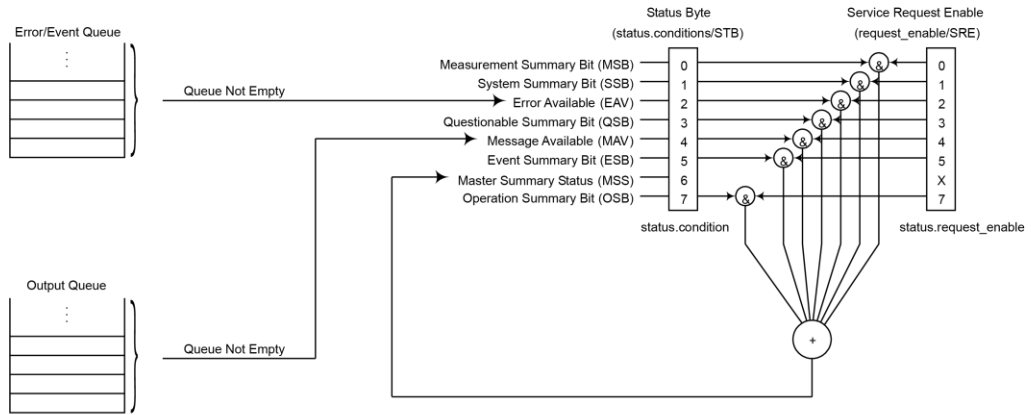 Error/Event Queue
Status Byte
(status.conditions/STB)
Service Request Enable
(request_enable/SRE)
Queue Not Empty
Measurement Summary Bit (MSB)
System Summary Bit (SSB)
Error Available (EAV)
Questionable Summary Bit (QSB)
Message Available (MAV)
Event Summary Bit (ESB)
Master Summary Status (MSS)
Operation Summary Bit (OSB)
0
1
2
3
4
5
6
7
&
&
&
&
&
&
&
0
1
2
3
4
5
X
7
status.condition
status.request_enable
Output Queue
Queue Not Empty
+